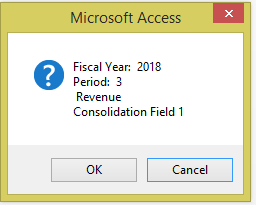 Microsoft Access
Fiscal Year: 2018
Period: 3
Revenue
Consolidation Field 1
OK
Cancel